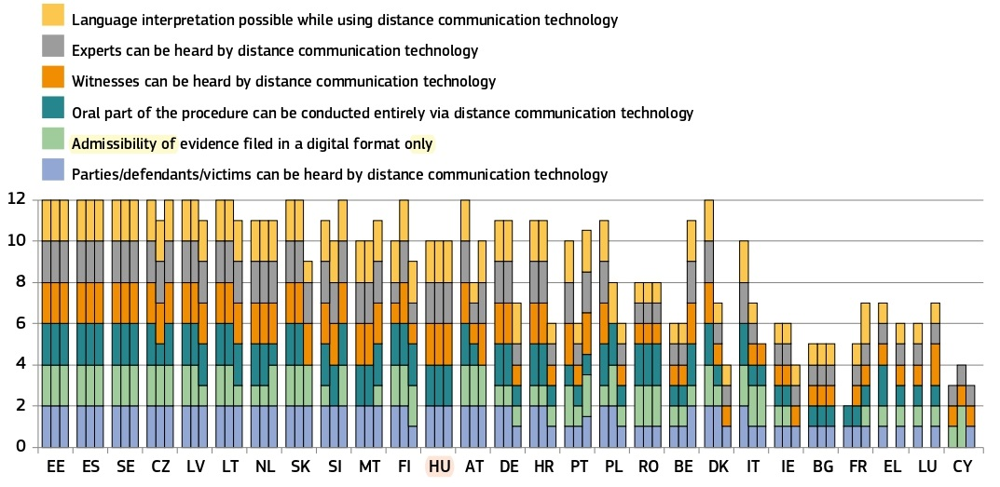 Language interpretation possible while using distance communication technology
Experts can be heard by distance communication technology
Witnesses can be heard by distance communication technology
Oral part of the procedure can be conducted entirely via distance communication technology
Admissibility of evidence filed in a digital format only
Parties/defendants/victims can be heard by distance communication technology
12
10
8
6
4
2
0
EE ES SE CZ LV LT NL SK SI MT FI HU AT DE HR PT PL RO BE DK IT IE BG FR EL LU CY